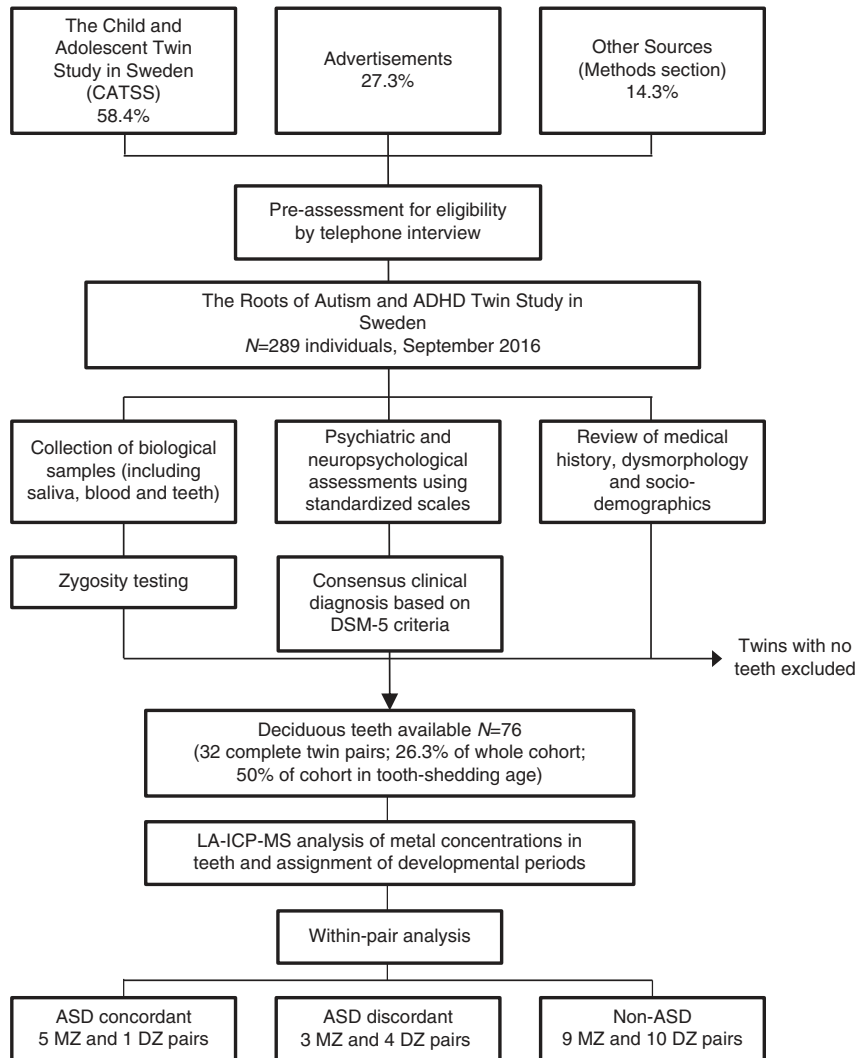 The Child and
Adolescent Twin
Study in Sweden
(CATSS)
58.4%
Advertisements
27.3%
Other Sources
(Methods section)
14.3%
Pre-assessment for eligibility
by telephone interview
The Roots of Autism and ADHD Twin Study in
Sweden
N=289 individuals, September 2016
Collection of biological
samples (including
saliva, blood and teeth)
Psychiatric and
neuropsychological
assessments using
standardized scales
Review of medical
history, dysmorphology
and socio-
demographics
Zygosity testing
Consensus clinical
diagnosis based on
DSM-5 criteria
Twins with no
teeth excluded
Deciduous teeth available N=76
(32 complete twin pairs; 26.3% of whole cohort;
50% of cohort in tooth-shedding age)
LA-ICP-MS analysis of metal concentrations in
teeth and assignment of developmental periods
Within-pair analysis
ASD concordant
5 MZ and 1 DZ pairs
ASD discordant
3 MZ and 4 DZ pairs
Non-ASD
9 MZ and 10 DZ pairs